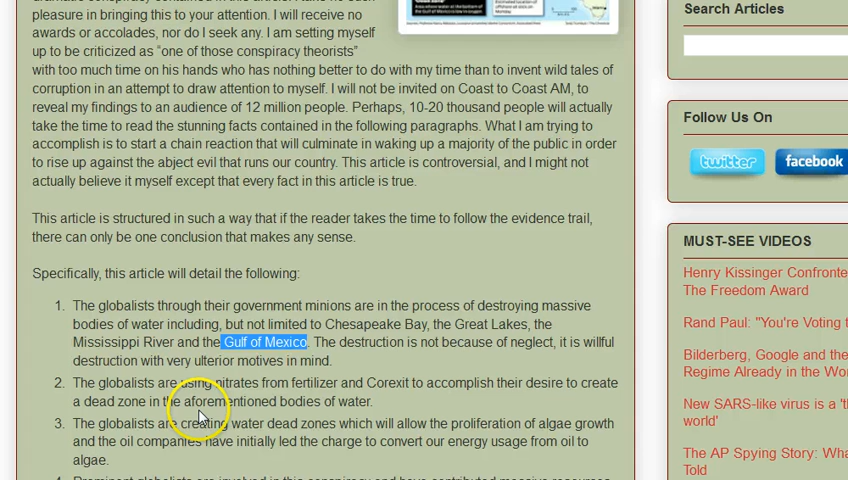 pleasure in bringing this to your attention. I will receive no
awards or accolades, nor do I seek any. I am setting myself
up to be criticized as “one of those conspiracy theorists”
with too much time on his hands who has nothing better to do with my time than to invent wild tales of
corruption in an attempt to draw attention to myself. I will not be invited on Coast to Coast AM, to
reveal my findings to an audience of 12 million people. Perhaps, 10-20 thousand people will actually
take the time to read the stunning facts contained in the following paragraphs. What I am trying to
accomplish is to start a chain reaction that will culminate in waking up a majority of the public in order
to rise up against the abject evil that runs our country. This article is controversial, and I might not
actually believe it myself except that every fact in this article is true.
This article is structured in such a way that if the reader takes the time to follow the evidence trail,
there can only be one conclusion that makes any sense.
Specifically, this article will detail the following:
1. The globalists through their government minions are in the process of destroying massive
bodies of water including, but not limited to Chesapeake Bay, the Great Lakes, the
Mississippi River and the Gulf of Mexico. The destruction is not because of neglect, it is willful
destruction with very ulterior motives in mind.
2. The globalists are using nitrates from fertilizer and Corexit to accomplish their desire to create
a dead zone in the aforementioned bodies of water.
3. The globalists are creating water dead zones which will allow the proliferation of algae growth
and the oil companies have initially led the charge to convert our energy usage from oil to
algae.
Search Articles
Follow Us On
twitter facebook
MUST-SEE VIDEOS
Henry Kissinger Confronte
The Freedom Award
Rand Paul: "You're Voting
Bilderberg, Google and the
Regime Already in the Wo
New SARS-like virus is a 't
world'
The AP Spying Story: Wha
Told